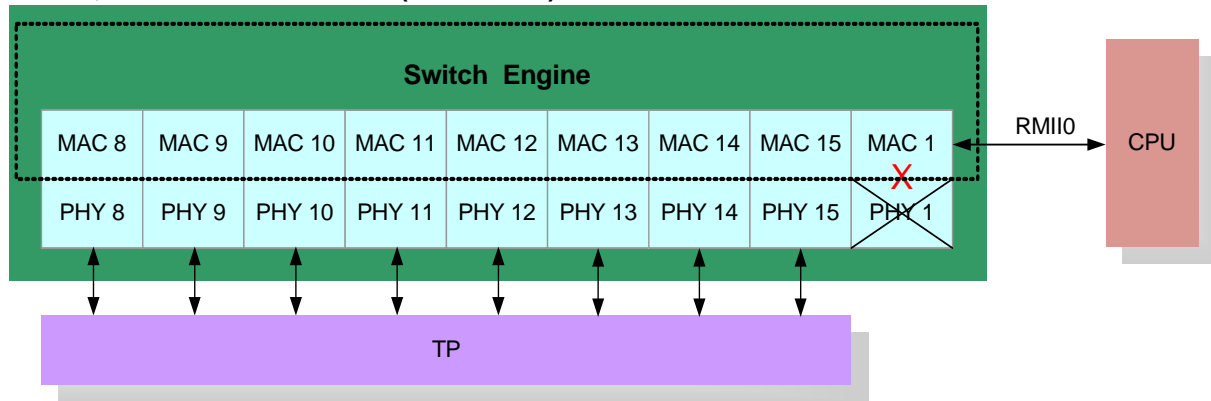 Switch Engine
MAC 8 MAC 9 MAC 10 MAC 11 MAC 12 MAC 13 MAC 14 MAC 15 MAC 1
RMII0
CPU
X
PHY 8 PHY 9 PHY 10 PHY 11 PHY 12 PHY 13 PHY 14 PHY 15 PHY 1
TP